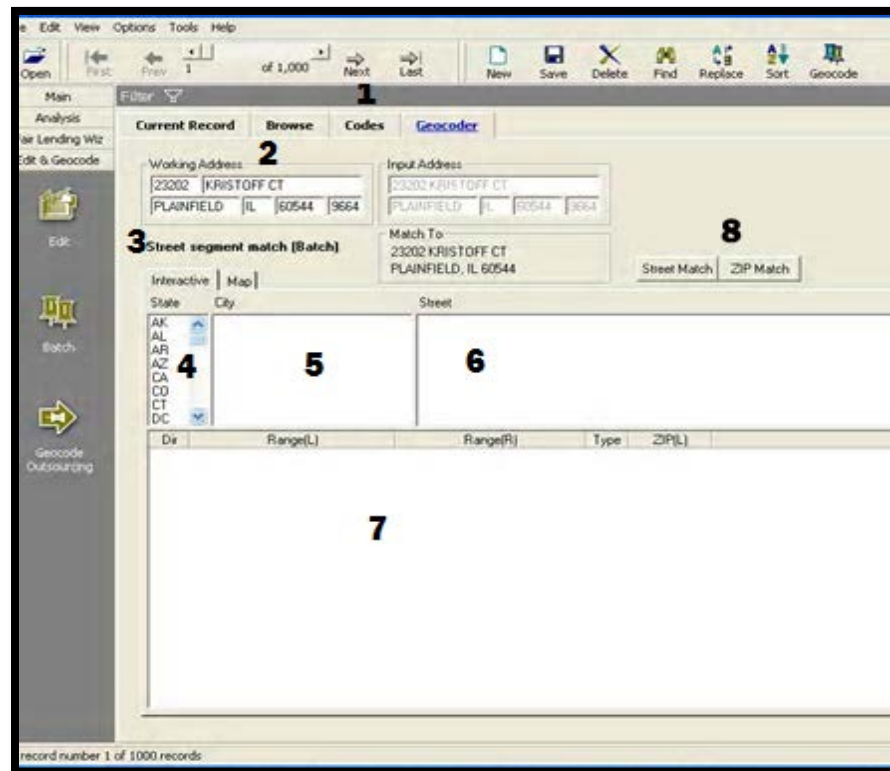 e Edit View Options Tools Help
Open First Prev 1 of 1,000 Next Last New Save Delete Find Replace Sort Geocode
Main Filter 1
Analysis
air Lending Wiz Current Record Browse Codes Geocoder
Edit & Geocode 2
Working Address Input Address
23202 KRISTOFF CT 23202 KRISTOFF CT
PLAINFIELD IL 60544 9664 PLAINFIELD IL 60544 9664
Edit 3 Street segment match (Batch) Match To 8
23202 KRISTOFF CT
PLAINFIELD, IL 60544 Street Match ZIP Match
Interactive Map
State City Street
AK
AL
AR
Batch AZ 4 5 6
CA
CO
CT
DC
Dir Range(L) Range(R) Type ZIP(L)
Geocode
Outsourcing
7
record number 1 of 1000 records